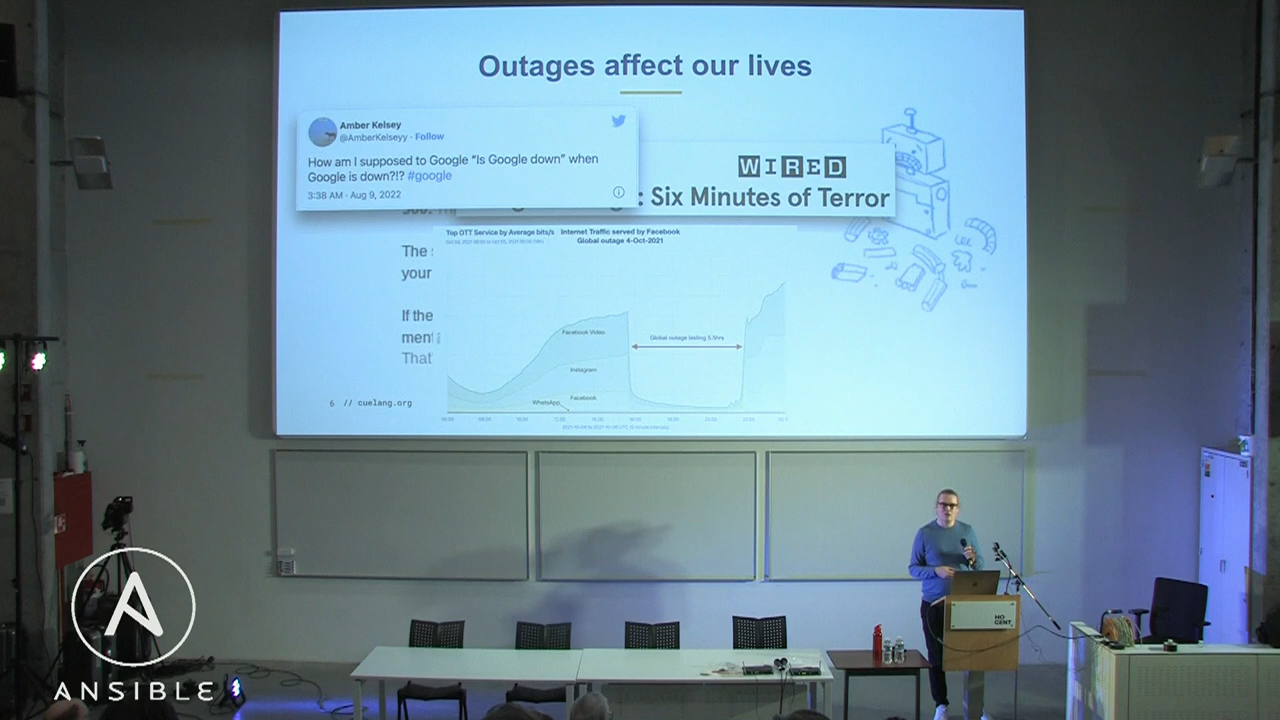 Outages affect our lives
Amber Kelsey
@AmberKelseyy · Follow
How am I supposed to Google "Is Google down" when
Google is down?!? #google
3:38 AM · Aug 9, 2022
WIRED
: Six Minutes of Terror
Top OTT Service by Average bits/s
Internet Traffic served by Facebook
Global outage 4-Oct-2021
The
your
If the
ment
That'
Facebook Video
Global outage lasting 5.5hrs
Instagram
Facebook
WhatsApp
6 // cuelang.org
HO
GENT
ANSIBLE